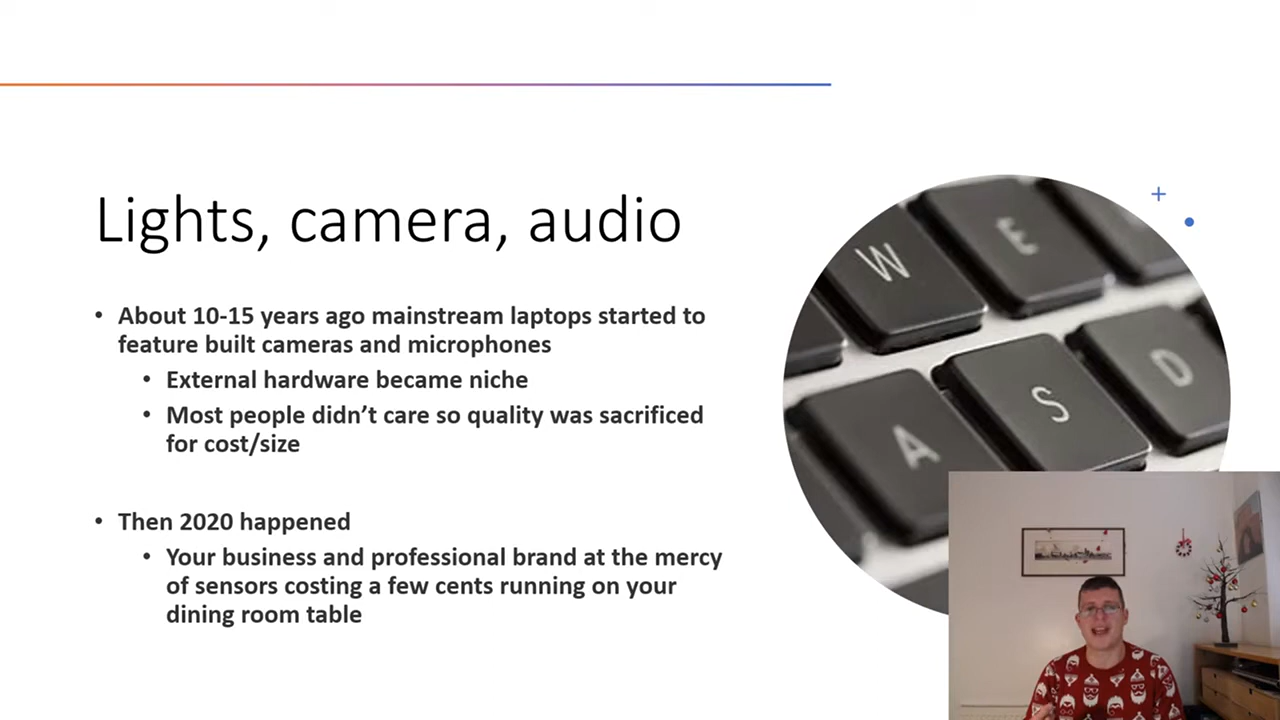 Lights, camera, audio
• About 10-15 years ago mainstream laptops started to
feature built cameras and microphones
• External hardware became niche
• Most people didn’t care so quality was sacrificed
for cost/size
• Then 2020 happened
• Your business and professional brand at the mercy
of sensors costing a few cents running on your
dining room table
W E
A S D